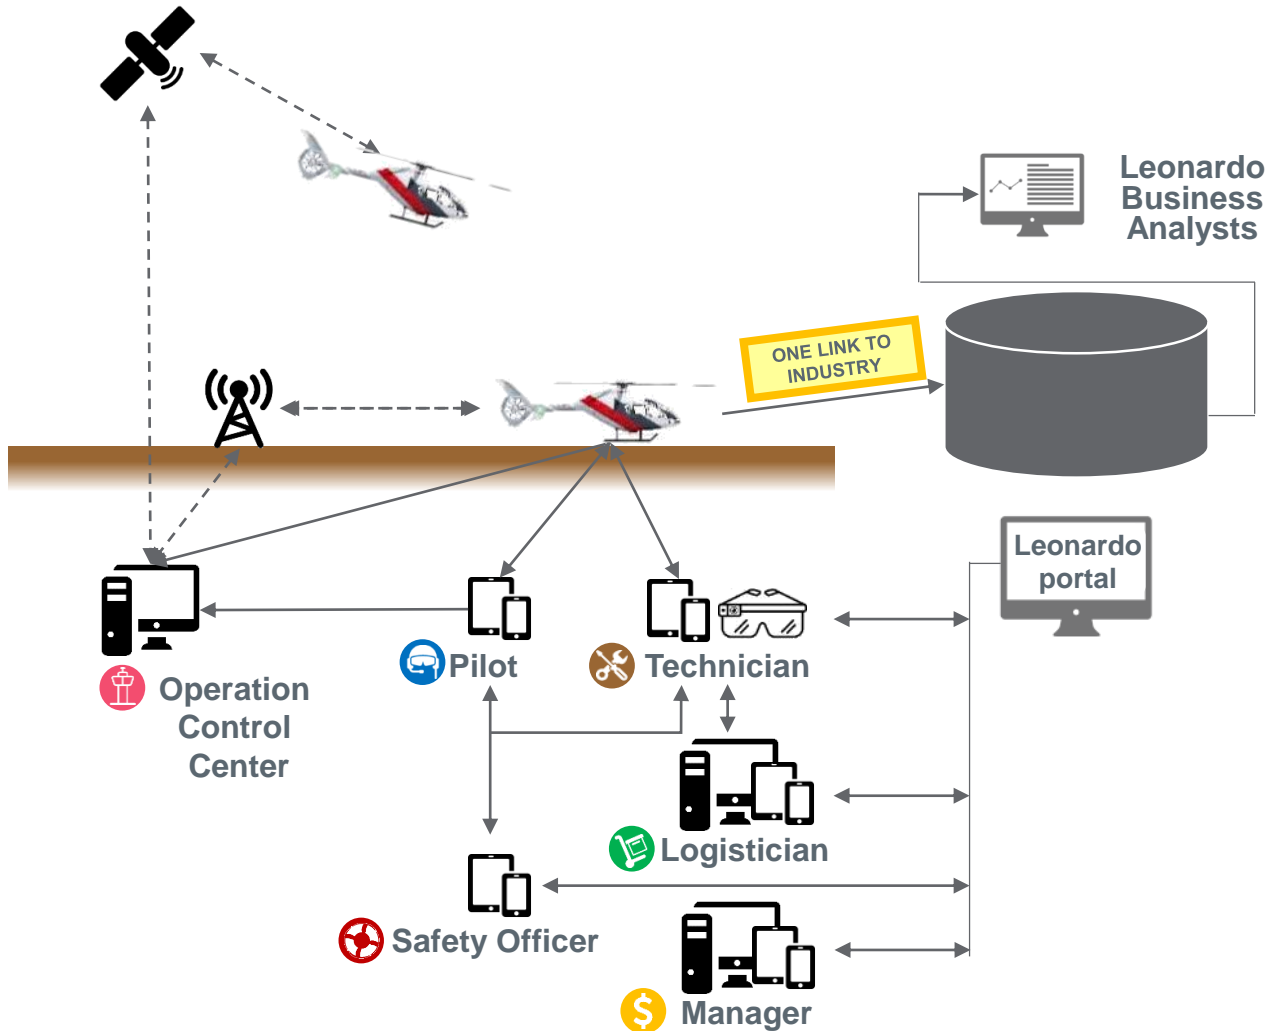 Leonardo
Business
Analysts
ONE LINK TO
INDUSTRY
Leonardo
portal
Pilot
Technician
Operation
Control
Center
Logistician
Safety Officer
Manager
$